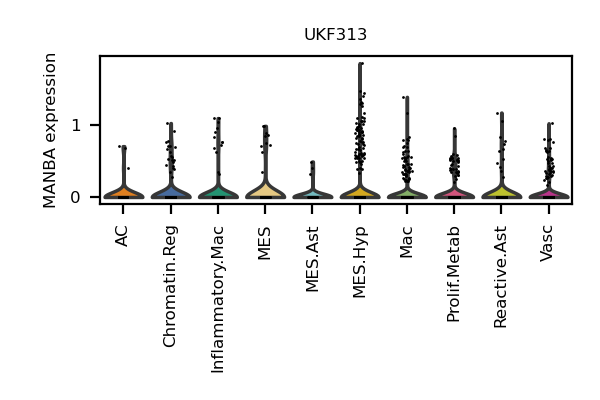 UKF313
MANBA expression
1
0
AC
Chromatin.Reg
Inflammatory.Mac
MES
MES.Ast
MES.Hyp
Mac
Prolif.Metab
Reactive.Ast
Vasc